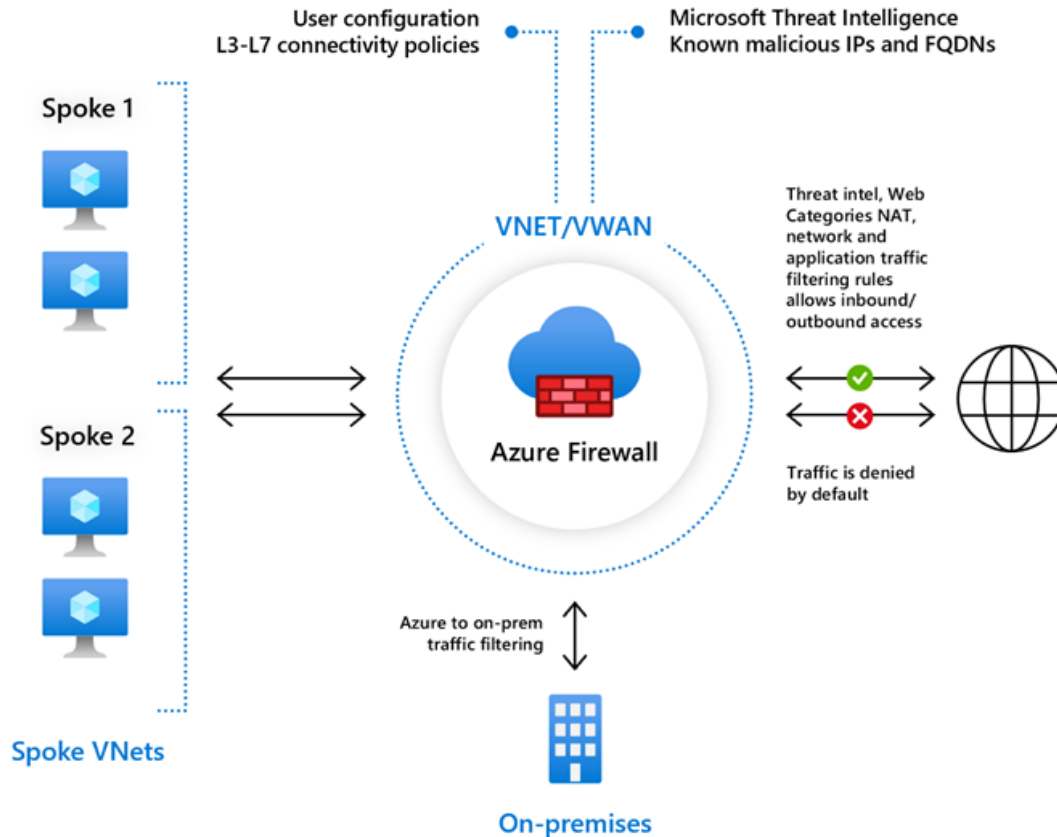 User configuration
L3-L7 connectivity policies
Microsoft Threat Intelligence
Known malicious IPs and FQDNs
Spoke 1
VNET/VWAN
Threat intel, Web
Categories NAT,
network and
application traffic
filtering rules
allows inbound/
outbound access
Spoke 2
Azure Firewall
Traffic is denied
by default
Azure to on-prem
traffic filtering
Spoke VNets
On-premises